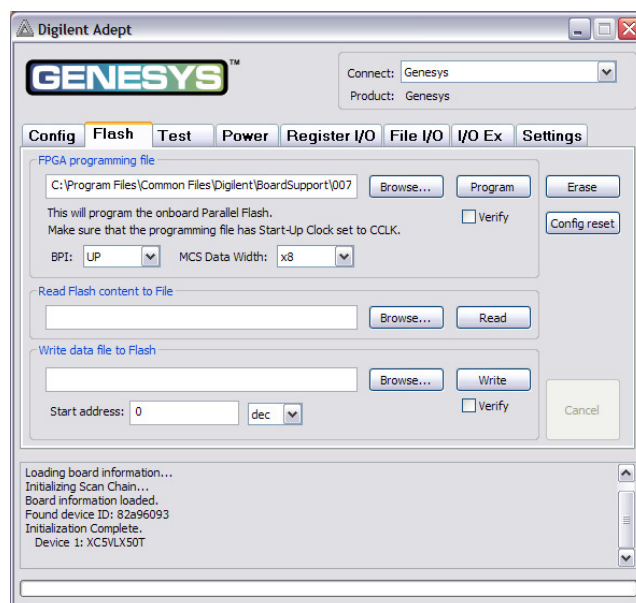 Digilent Adept
GENESYS™
Connect: Genesys
Product: Genesys
Config Flash Test Power Register I/O File I/O I/O Ex Settings
FPGA programming file
C:\Program Files\Common Files\Digilent\BoardSupport\007 Browse... Program Erase
This will program the onboard Parallel Flash.
Make sure that the programming file has Start-Up Clock set to CCLK.
Verify
Config reset
BPI: UP MCS Data Width: x8
Read Flash content to File
Browse... Read
Write data file to Flash
Browse... Write
Start address: 0 dec
Verify
Cancel
Loading board information...
Initializing Scan Chain...
Board information loaded.
Found device ID: 82a96093
Initialization Complete.
Device 1: XC5VLX50T